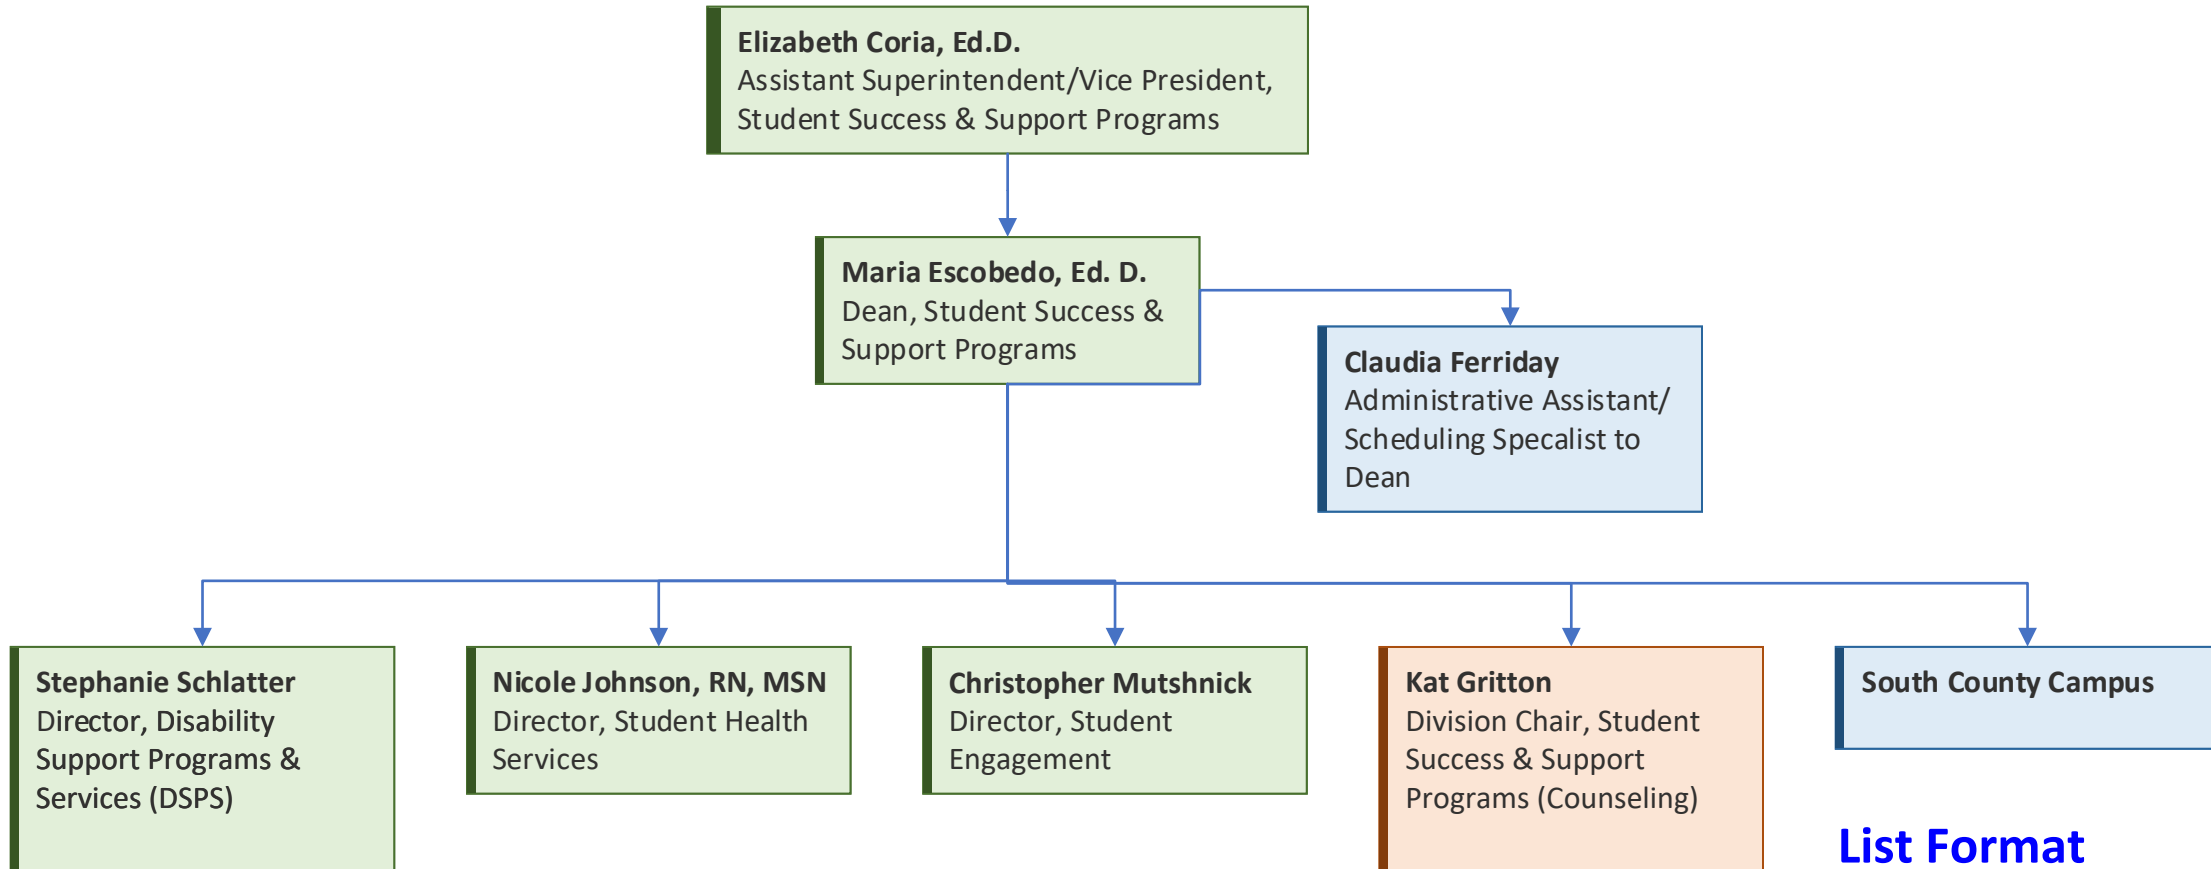 Elizabeth Coria, Ed.D.
Assistant Superintendent/Vice President,
Student Success & Support Programs
Maria Escobedo, Ed. D.
Dean, Student Success &
Support Programs
Claudia Ferriday
Administrative Assistant/
Scheduling Specalist to
Dean
Stephanie Schlatter
Director, Disability
Support Programs &
Services (DSPS)
Nicole Johnson, RN, MSN
Director, Student Health
Services
Christopher Mutshnick
Director, Student
Engagement
Kat Gritton
Division Chair, Student
Success & Support
Programs (Counseling)
South County Campus
List Format